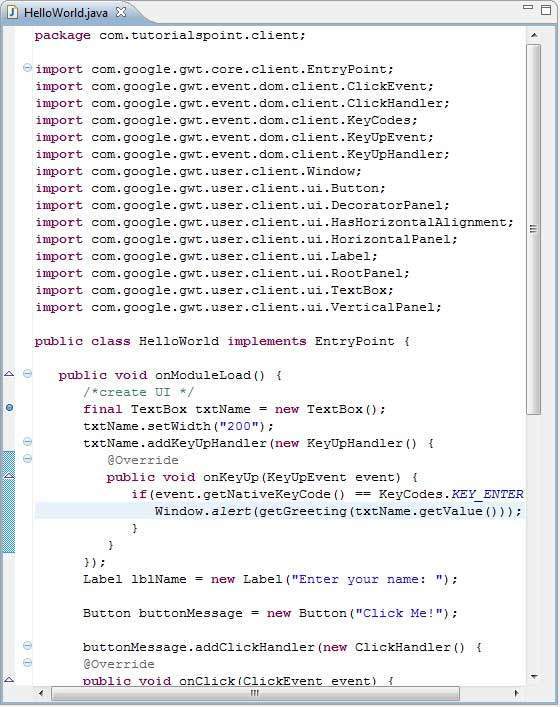 HelloWorld.java
package com.tutorialspoint.client;

import com.google.gwt.core.client.EntryPoint;
import com.google.gwt.event.dom.client.ClickEvent;
import com.google.gwt.event.dom.client.ClickHandler;
import com.google.gwt.event.dom.client.KeyCodes;
import com.google.gwt.event.dom.client.KeyUpEvent;
import com.google.gwt.event.dom.client.KeyUpHandler;
import com.google.gwt.user.client.Window;
import com.google.gwt.user.client.ui.Button;
import com.google.gwt.user.client.ui.DecoratorPanel;
import com.google.gwt.user.client.ui.HasHorizontalAlignment;
import com.google.gwt.user.client.ui.HorizontalPanel;
import com.google.gwt.user.client.ui.Label;
import com.google.gwt.user.client.ui.RootPanel;
import com.google.gwt.user.client.ui.TextBox;
import com.google.gwt.user.client.ui.VerticalPanel;

public class HelloWorld implements EntryPoint {

   public void onModuleLoad() {
      /*create UI */
      final TextBox txtName = new TextBox();
      txtName.setWidth("200");
      txtName.addKeyUpHandler(new KeyUpHandler() {
         @Override
         public void onKeyUp(KeyUpEvent event) {
            if(event.getNativeKeyCode() == KeyCodes.KEY_ENTER
               Window.alert(getGreeting(txtName.getValue()));
            }
         }
      });
      Label lblName = new Label("Enter your name: ");

      Button buttonMessage = new Button("Click Me!");

      buttonMessage.addClickHandler(new ClickHandler() {
      @Override
      public void onClick(ClickEvent event) {